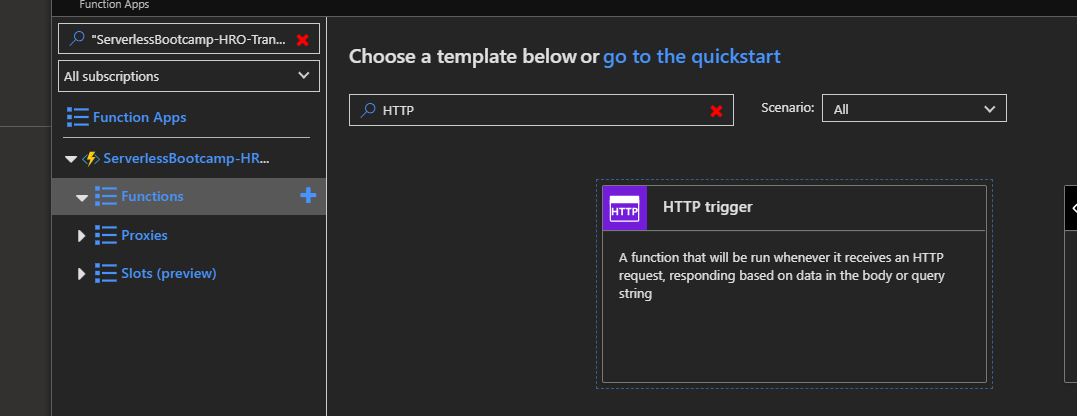 Function Apps
"ServerlessBootcamp-HRO-Tran...
All subscriptions
Function Apps
ServerlessBootcamp-HR...
Functions
Proxies
Slots (preview)
Choose a template below or go to the quickstart
HTTP
Scenario:
All
HTTP
HTTP trigger
A function that will be run whenever it receives an HTTP
request, responding based on data in the body or query
string